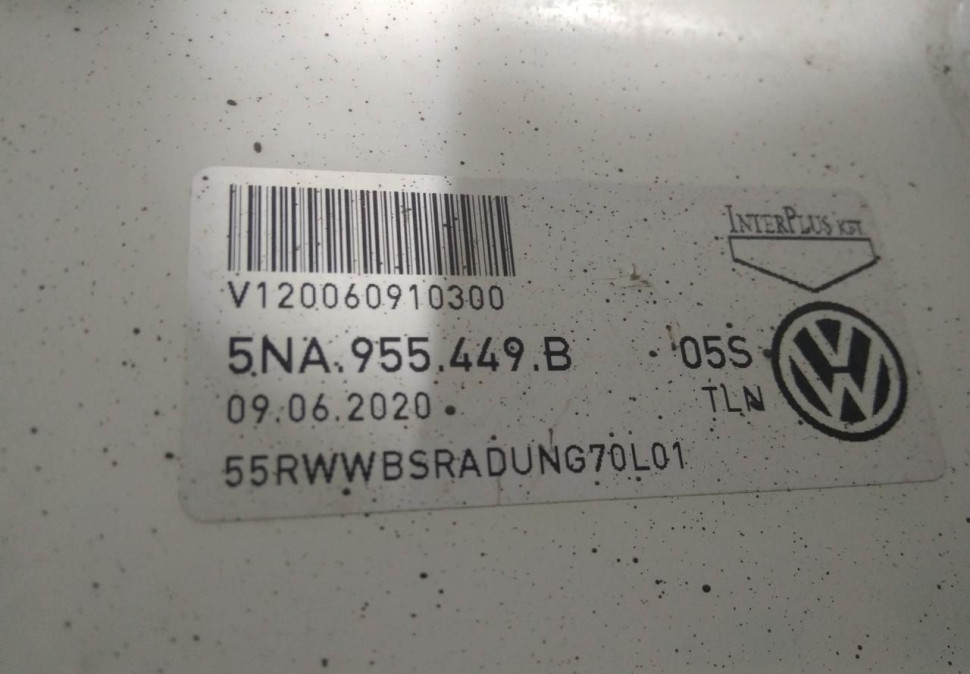 INTERPLUS KFT.
V120060910300
5NA.955.449.B 05S
09.06.2020 TLN
55RWWBSRADUNG70L01